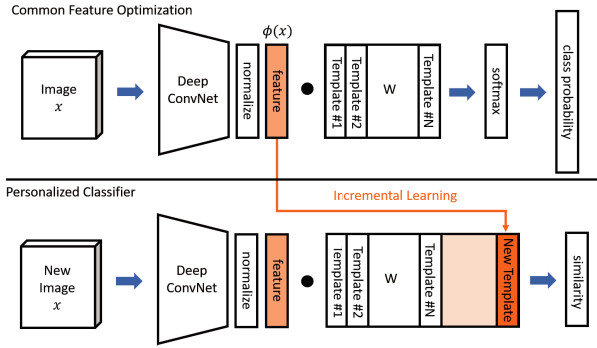 Common Feature Optimization
ϕ(x)
Image
x
Deep
ConvNet
normalize
feature
Template #1
Template #2
W
Template #N
softmax
class probability
Personalized Classifier
Incremental Learning
New
Image
x
Deep
ConvNet
normalize
feature
Template #1
Template #2
W
Template #N
New Template
similarity